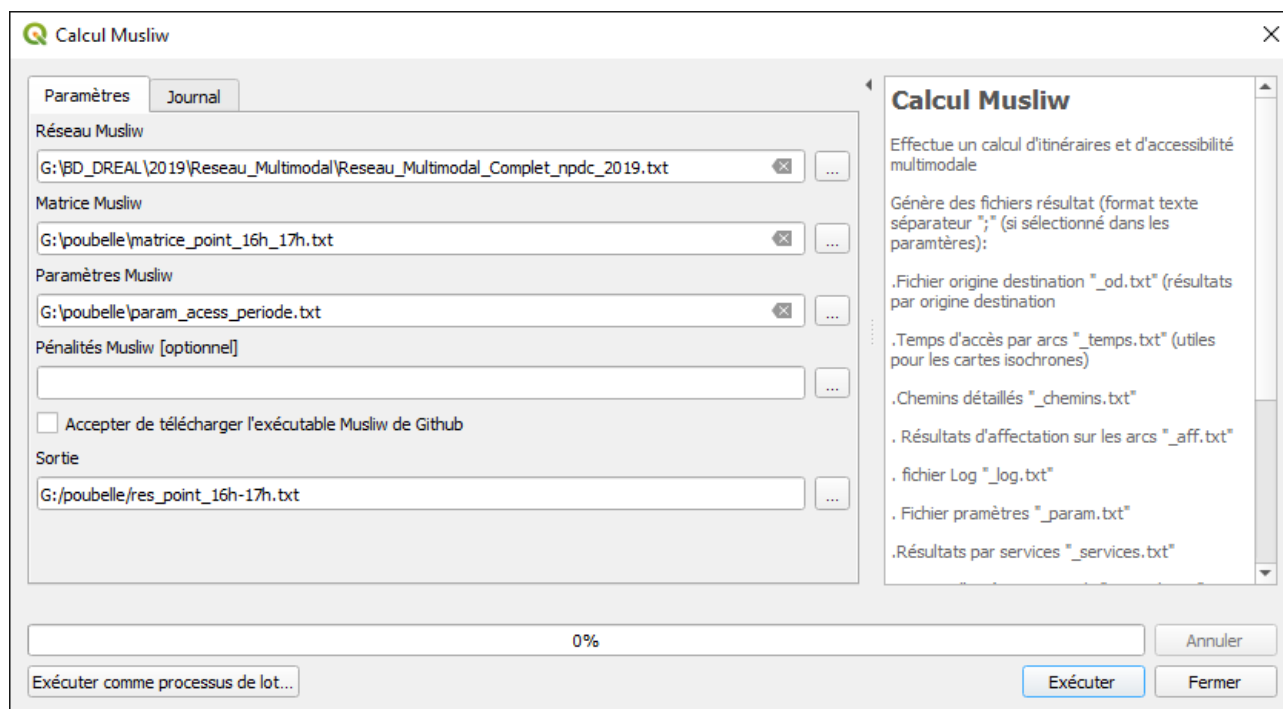 Calcul Musliw
Paramètres
Journal
Réseau Musliw
G:\BD_DREAL\2019\Reseau_Multimodal\Reseau_Multimodal_Complet_npdc_2019.txt
...
Matrice Musliw
G:\poubelle\matrice_point_16h_17h.txt
...
Paramètres Musliw
G:\poubelle\param_acess_periode.txt
...
Pénalités Musliw [optionnel]
...
Accepter de télécharger l'exécutable Musliw de Github
Sortie
G:/poubelle/res_point_16h-17h.txt
...
Calcul Musliw
Effectue un calcul d'itinéraires et d'accessibilité
multimodale
Génère des fichiers résultat (format texte
séparateur ";" (si sélectionné dans les
paramtères):
.Fichier origine destination "_od.txt" (résultats
par origine destination
.Temps d'accès par arcs "_temps.txt" (utiles
pour les cartes isochrones)
.Chemins détaillés "_chemins.txt"
. Résultats d'affectation sur les arcs "_aff.txt"
. fichier Log "_log.txt"
. Fichier pramètres "_param.txt"
.Résultats par services "_services.txt"
0%
Annuler
Exécuter comme processus de lot...
Exécuter
Fermer